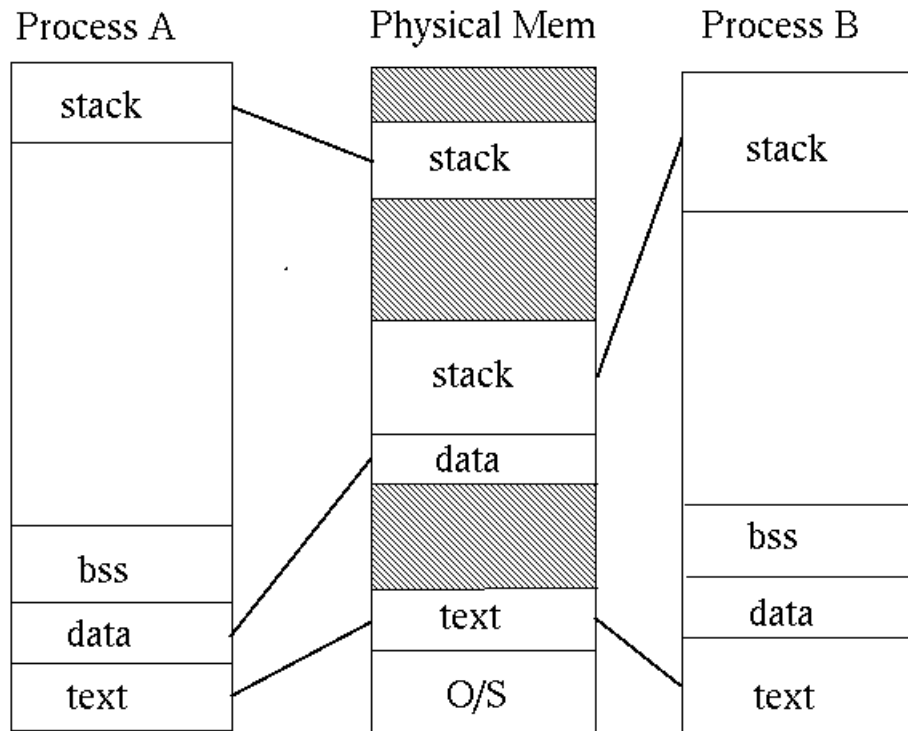 Process A
Physical Mem
Process B
stack
bss
data
text
stack
stack
data
text
O/S
stack
bss
data
text